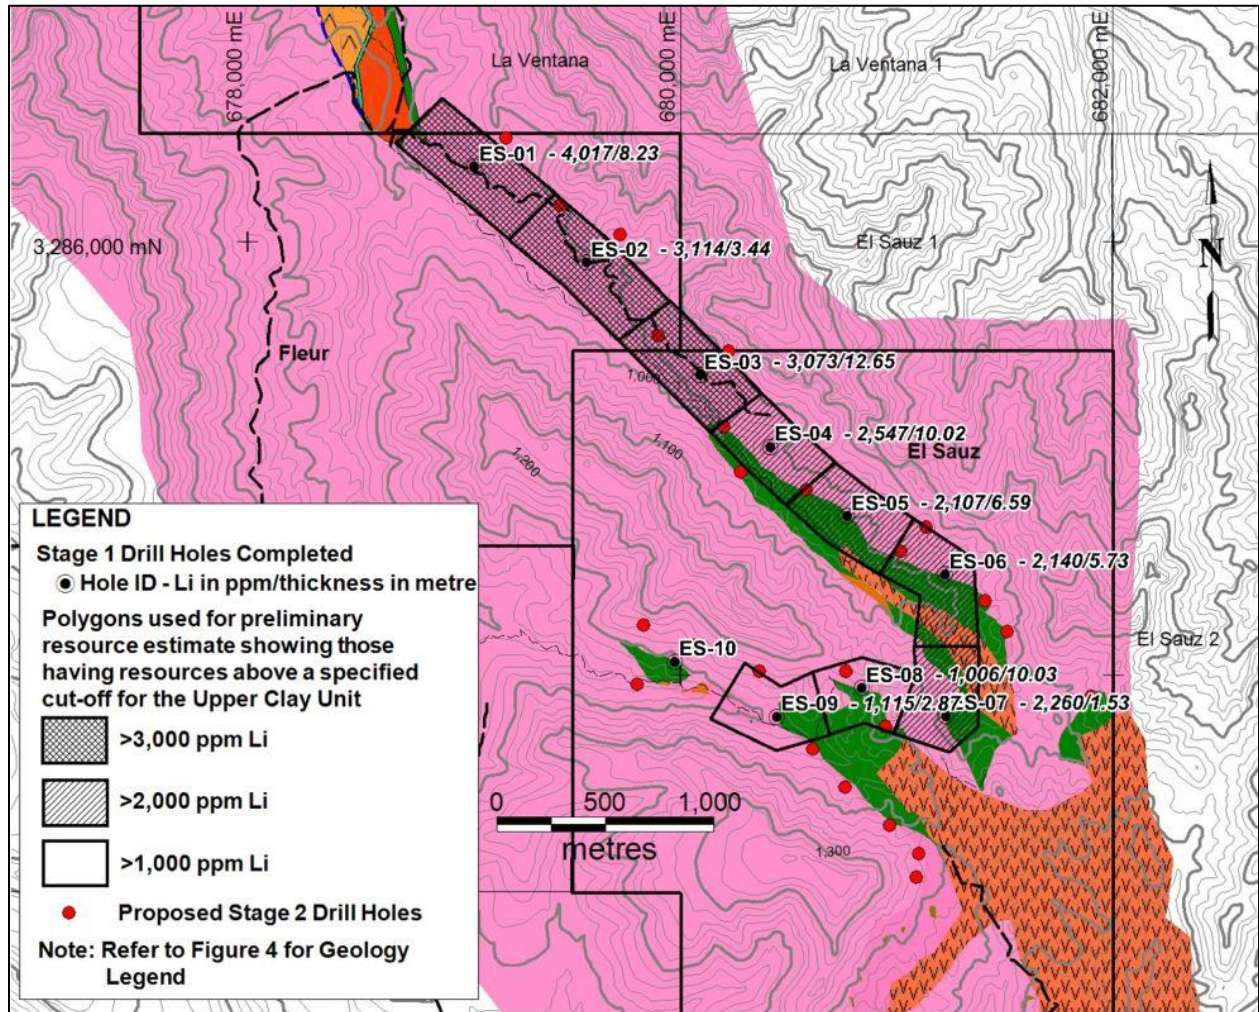 678,000 mE
680,000 mE
682,000 mE
La Ventana
La Ventana 1
ES-01 - 4,017/8.23
3,286,000 mN
ES-02 - 3,114/3.44
El Sauz 1
N
Fleur
ES-03 - 3,073/12.65
1,000
1,100
1,200
ES-04 - 2,547/10.02
El Sauz
ES-05 - 2,107/6.59
ES-06 - 2,140/5.73
El Sauz 2
ES-10
ES-08 - 1,006/10.03
ES-09 - 1,115/2.87
S-07 - 2,260/1.53
0 500 1,000
metres
1,300
LEGEND
Stage 1 Drill Holes Completed
Hole ID - Li in ppm/thickness in metre
Polygons used for preliminary
resource estimate showing those
having resources above a specified
cut-off for the Upper Clay Unit
>3,000 ppm Li
>2,000 ppm Li
>1,000 ppm Li
Proposed Stage 2 Drill Holes
Note: Refer to Figure 4 for Geology
Legend